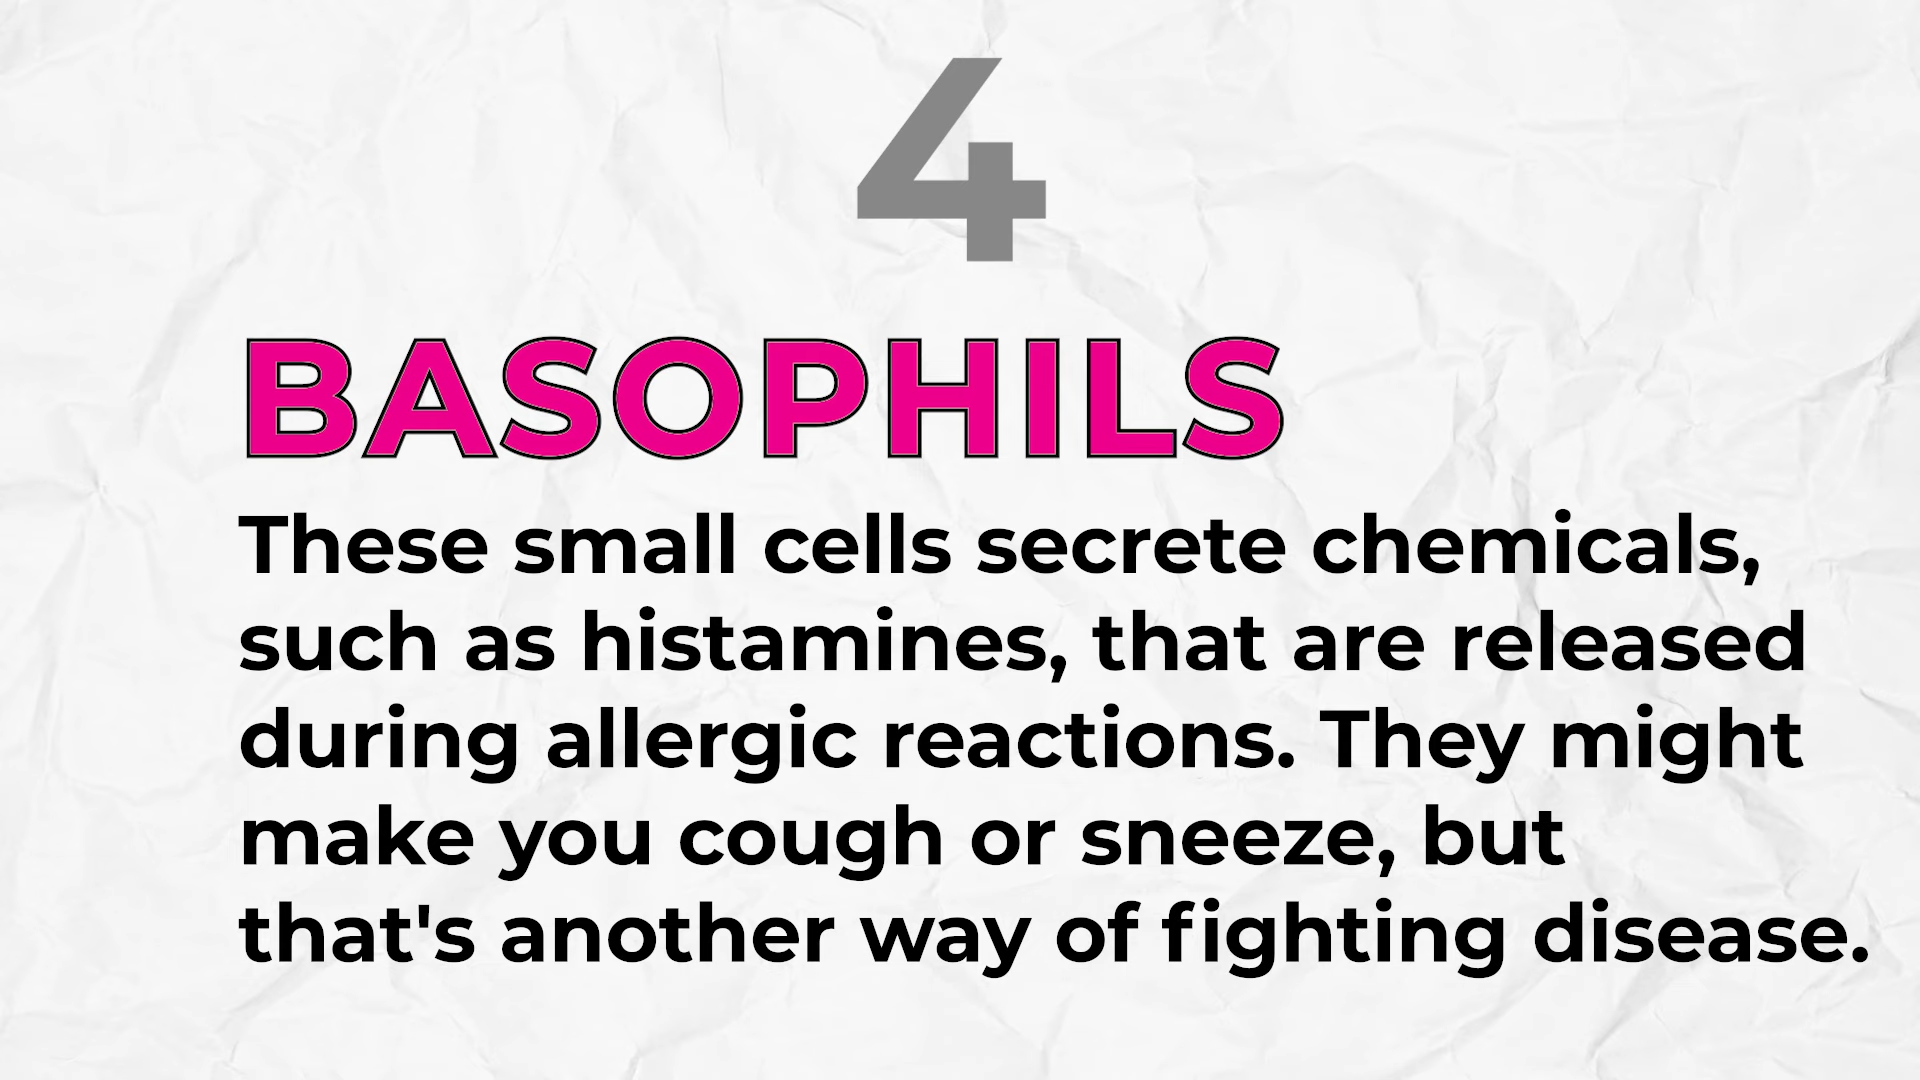 4
BASOPHILS
These small cells secrete chemicals,
such as histamines, that are released
during allergic reactions. They might
make you cough or sneeze, but
that's another way of fighting disease.